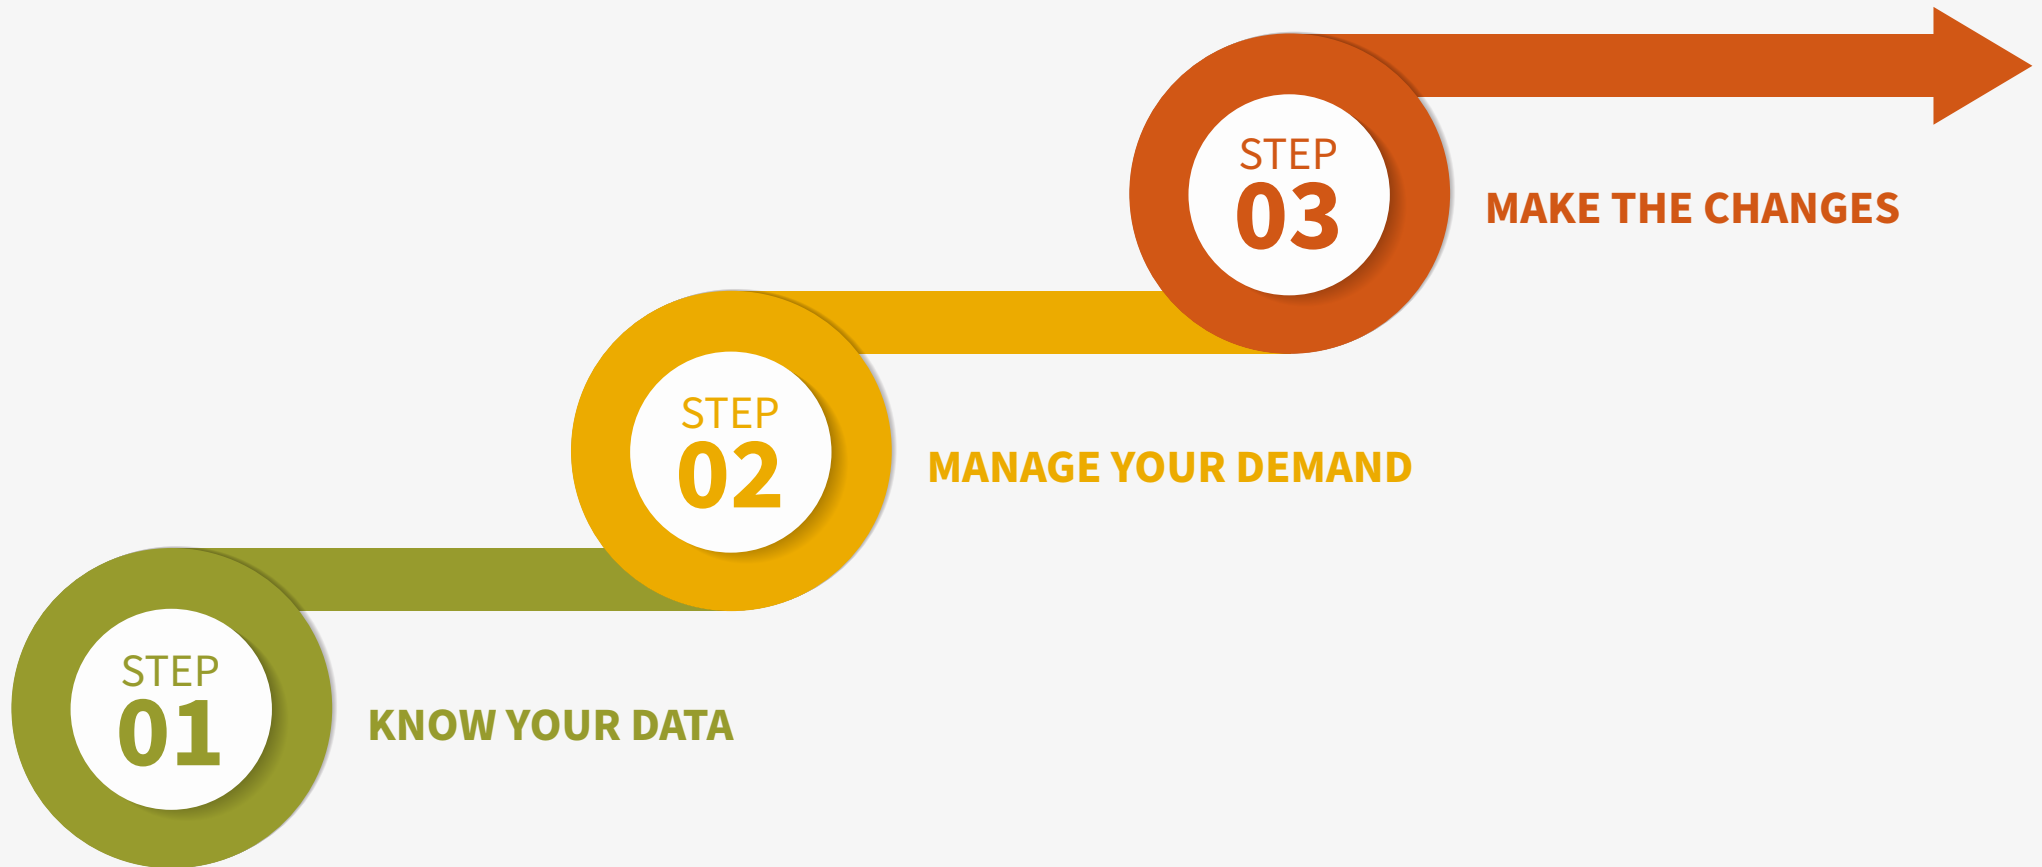 STEP
03
MAKE THE CHANGES
STEP
02
MANAGE YOUR DEMAND
STEP
01
KNOW YOUR DATA